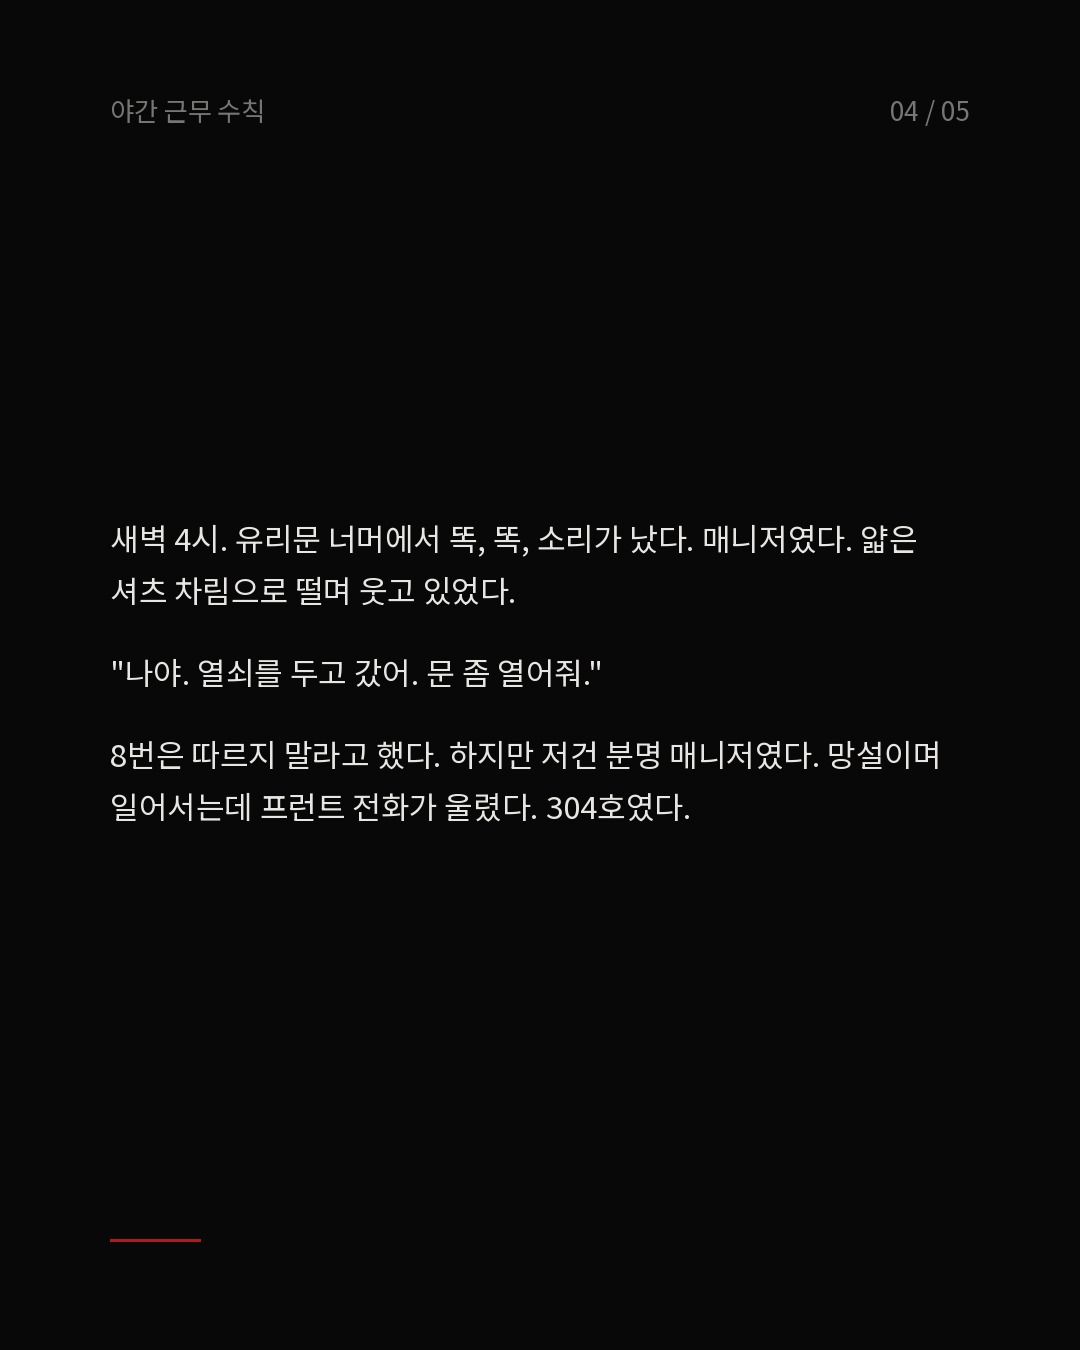 야간 근무 수칙
04 / 05
새벽 4시. 유리문 너머에서 똑, 똑, 소리가 났다. 매니저였다. 얇은
셔츠 차림으로 떨며 웃고 있었다.
"나야. 열쇠를 두고 갔어. 문 좀 열어줘."
8번은 따르지 말라고 했다. 하지만 저건 분명 매니저였다. 망설이며
일어서는데 프런트 전화가 울렸다. 304호였다.